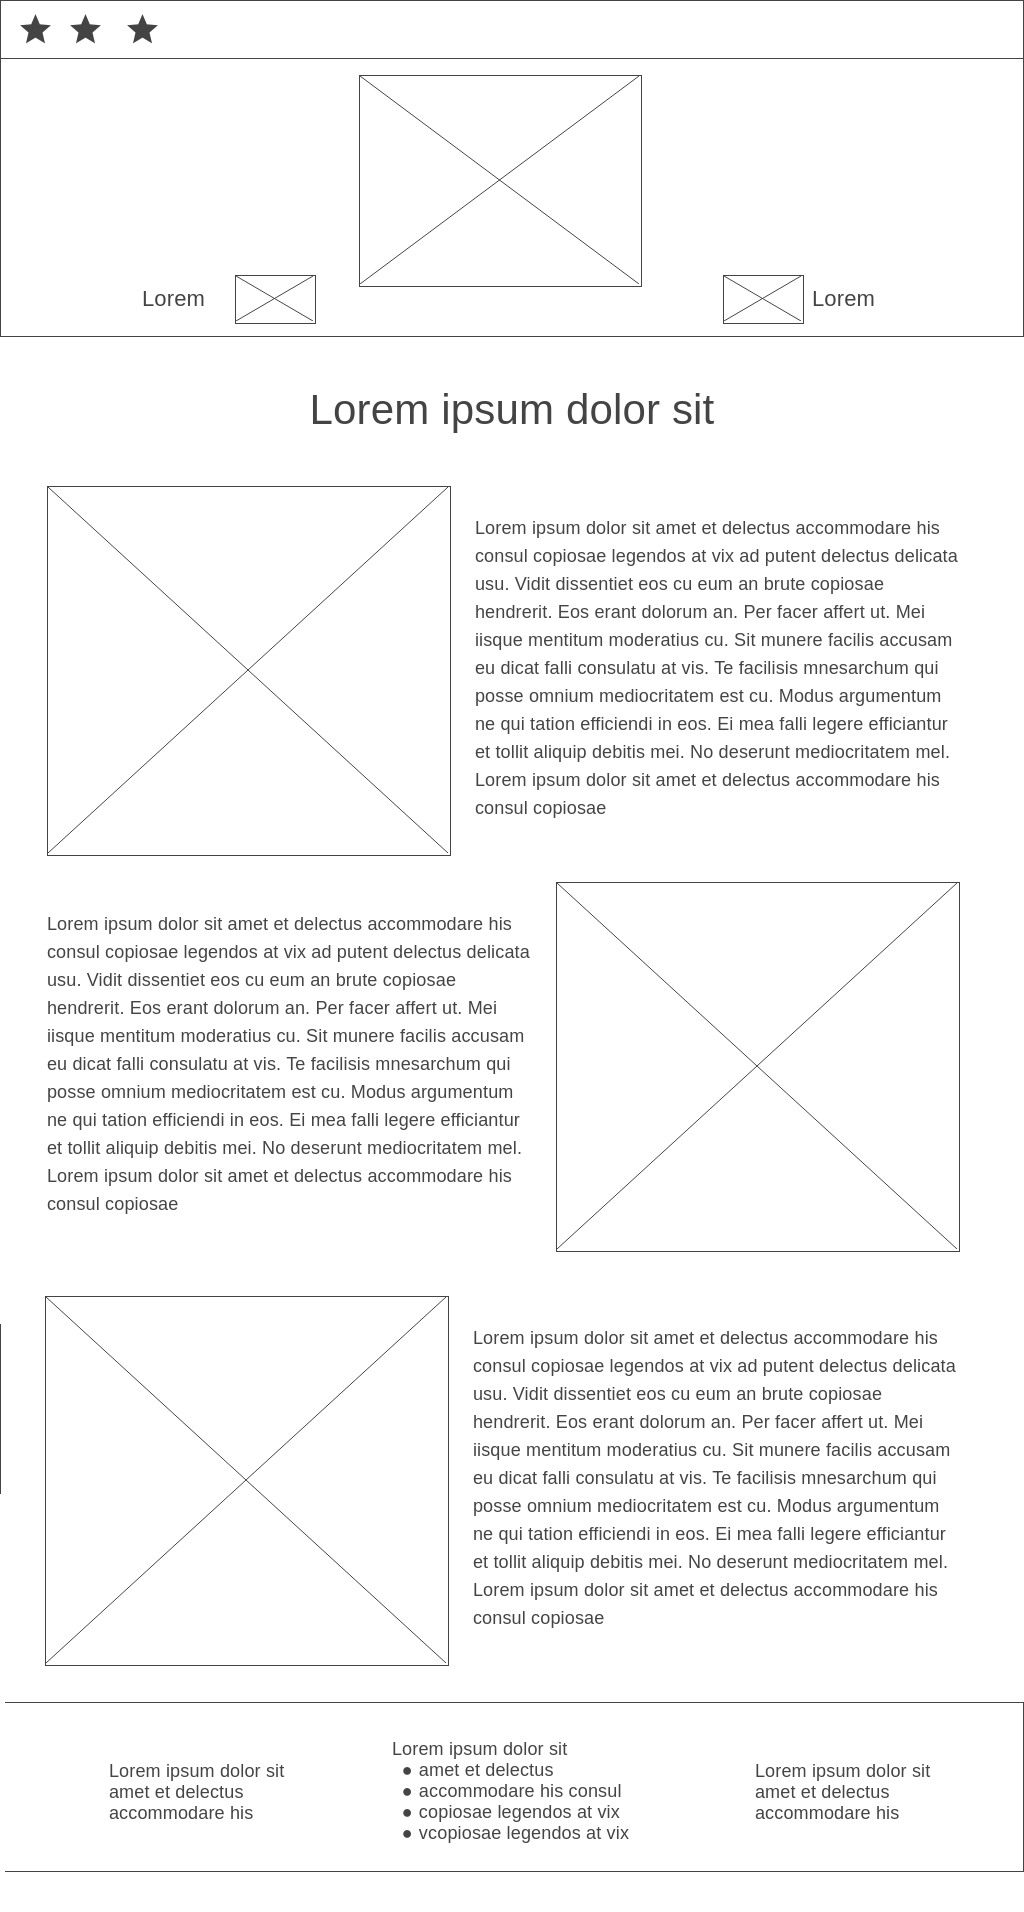 Lorem
Lorem
Lorem ipsum dolor sit
Lorem ipsum dolor sit amet et delectus accommodare his
consul copiosae legendos at vix ad putent delectus delicata
usu. Vidit dissentiet eos cu eum an brute copiosae
hendrerit. Eos erant dolorum an. Per facer affert ut. Mei
iisque mentitum moderatius cu. Sit munere facilis accusam
eu dicat falli consulatu at vis. Te facilisis mnesarchum qui
posse omnium mediocritatem est cu. Modus argumentum
ne qui tation efficiendi in eos. Ei mea falli legere efficiantur
et tollit aliquip debitis mei. No deserunt mediocritatem mel.
Lorem ipsum dolor sit amet et delectus accommodare his
consul copiosae
Lorem ipsum dolor sit amet et delectus accommodare his
consul copiosae legendos at vix ad putent delectus delicata
usu. Vidit dissentiet eos cu eum an brute copiosae
hendrerit. Eos erant dolorum an. Per facer affert ut. Mei
iisque mentitum moderatius cu. Sit munere facilis accusam
eu dicat falli consulatu at vis. Te facilisis mnesarchum qui
posse omnium mediocritatem est cu. Modus argumentum
ne qui tation efficiendi in eos. Ei mea falli legere efficiantur
et tollit aliquip debitis mei. No deserunt mediocritatem mel.
Lorem ipsum dolor sit amet et delectus accommodare his
consul copiosae
Lorem ipsum dolor sit amet et delectus accommodare his
consul copiosae legendos at vix ad putent delectus delicata
usu. Vidit dissentiet eos cu eum an brute copiosae
hendrerit. Eos erant dolorum an. Per facer affert ut. Mei
iisque mentitum moderatius cu. Sit munere facilis accusam
eu dicat falli consulatu at vis. Te facilisis mnesarchum qui
posse omnium mediocritatem est cu. Modus argumentum
ne qui tation efficiendi in eos. Ei mea falli legere efficiantur
et tollit aliquip debitis mei. No deserunt mediocritatem mel.
Lorem ipsum dolor sit amet et delectus accommodare his
consul copiosae
Lorem ipsum dolor sit
amet et delectus
accommodare his
Lorem ipsum dolor sit
● amet et delectus
● accommodare his consul
● copiosae legendos at vix
● vcopiosae legendos at vix
Lorem ipsum dolor sit
amet et delectus
accommodare his